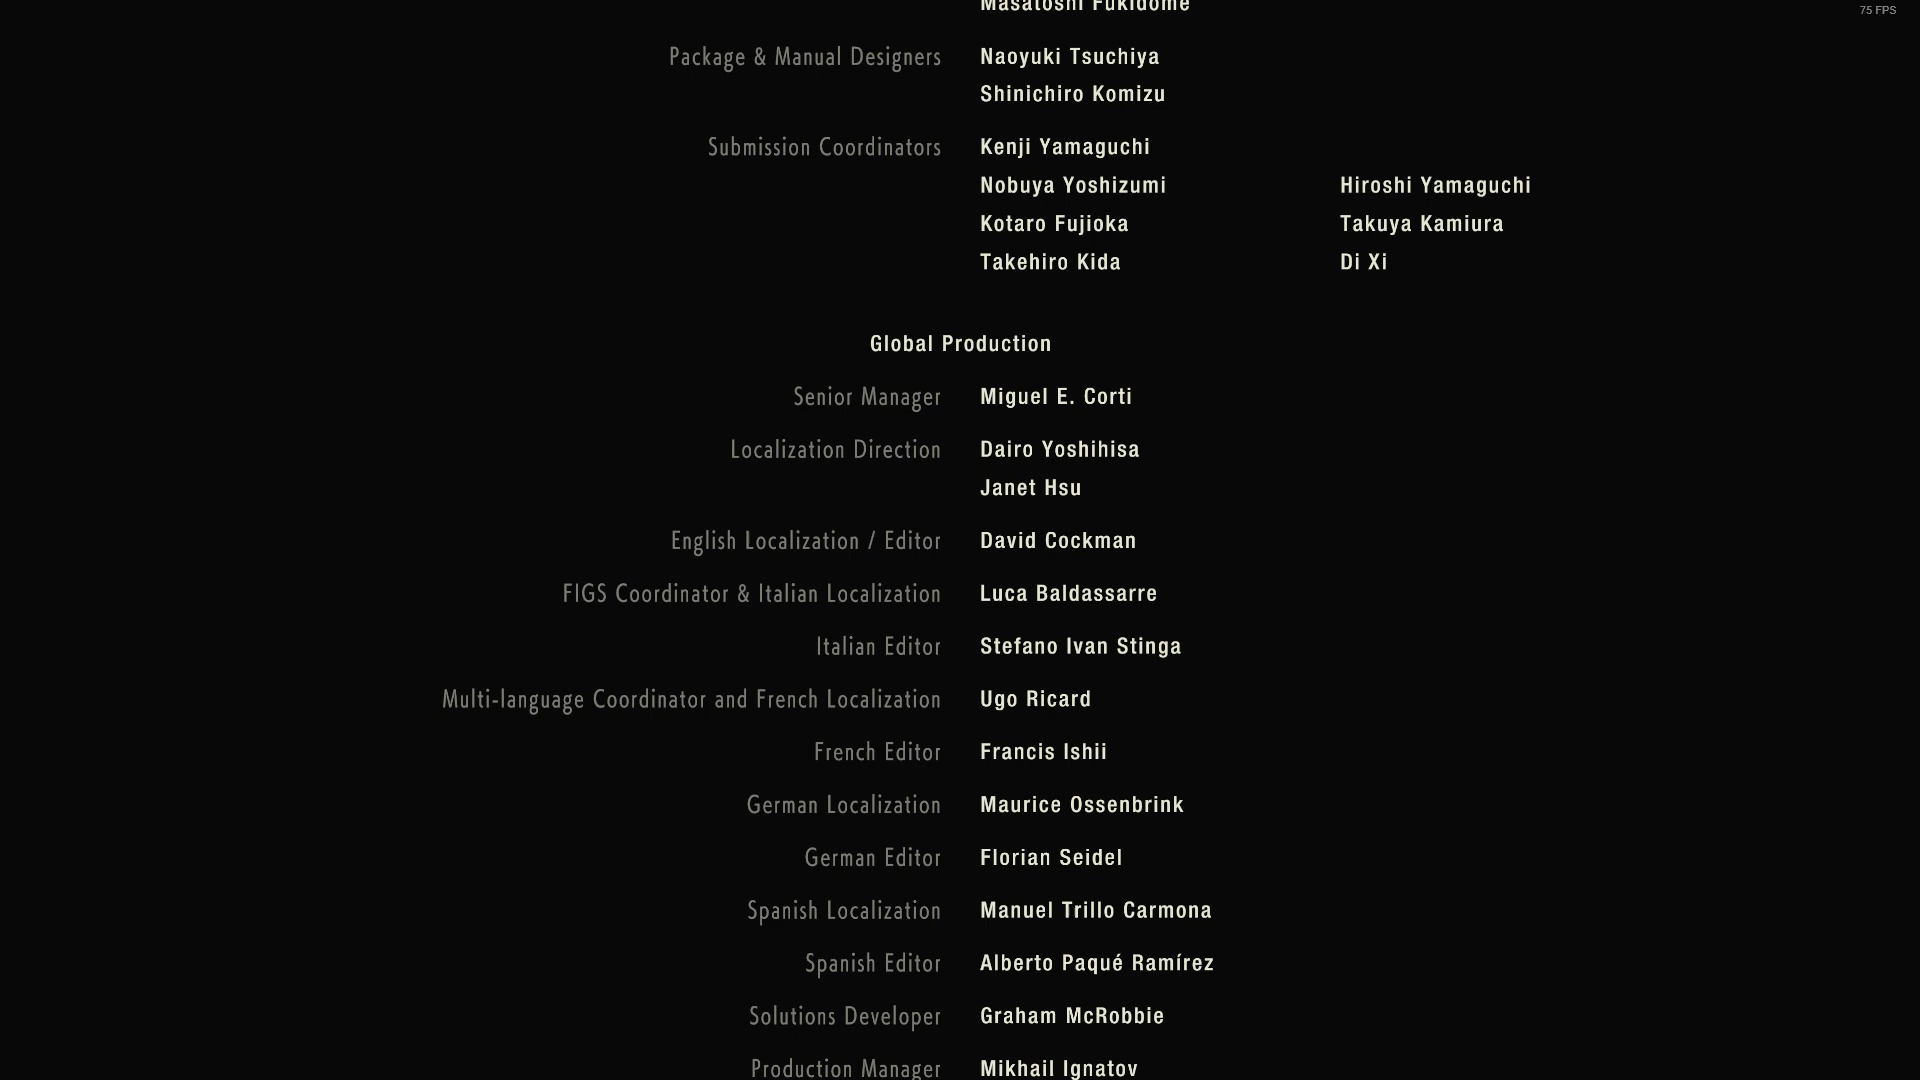 Masatoshi Fukidome
75 FPS
Package & Manual Designers Naoyuki Tsuchiya
Shinichiro Komizu
Submission Coordinators Kenji Yamaguchi
Nobuya Yoshizumi Hiroshi Yamaguchi
Kotaro Fujioka Takuya Kamiura
Takehiro Kida Di Xi
Global Production
Senior Manager Miguel E. Corti
Localization Direction Dairo Yoshihisa
Janet Hsu
English Localization / Editor David Cockman
FIGS Coordinator & Italian Localization Luca Baldassarre
Italian Editor Stefano Ivan Stinga
Multi-language Coordinator and French Localization Ugo Ricard
French Editor Francis Ishii
German Localization Maurice Ossenbrink
German Editor Florian Seidel
Spanish Localization Manuel Trillo Carmona
Spanish Editor Alberto Paqué Ramírez
Solutions Developer Graham McRobbie
Production Manager Mikhail Ignatov